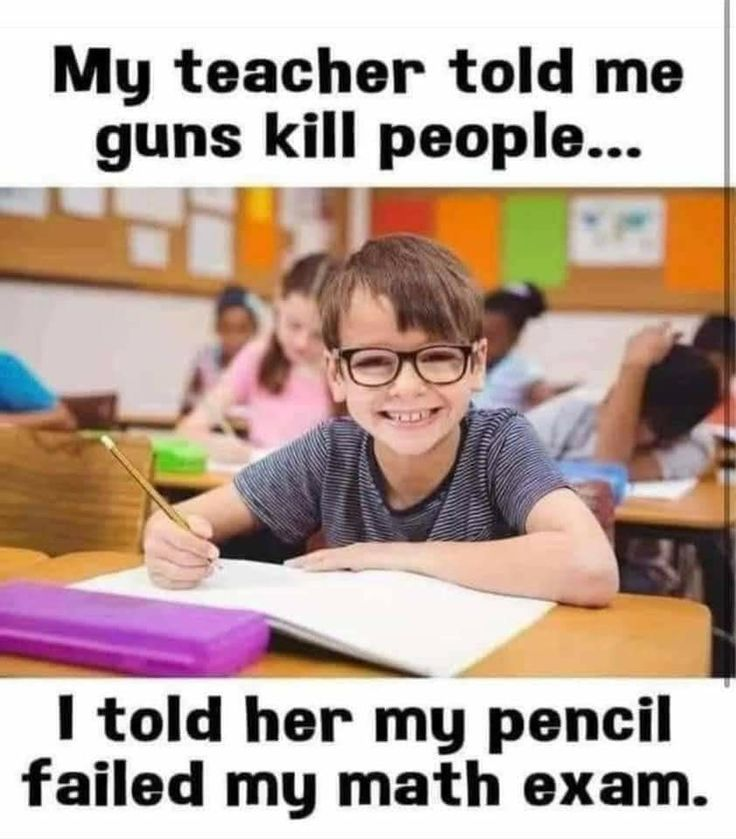 My teacher told me
guns kill people...
I told her my pencil
failed my math exam.